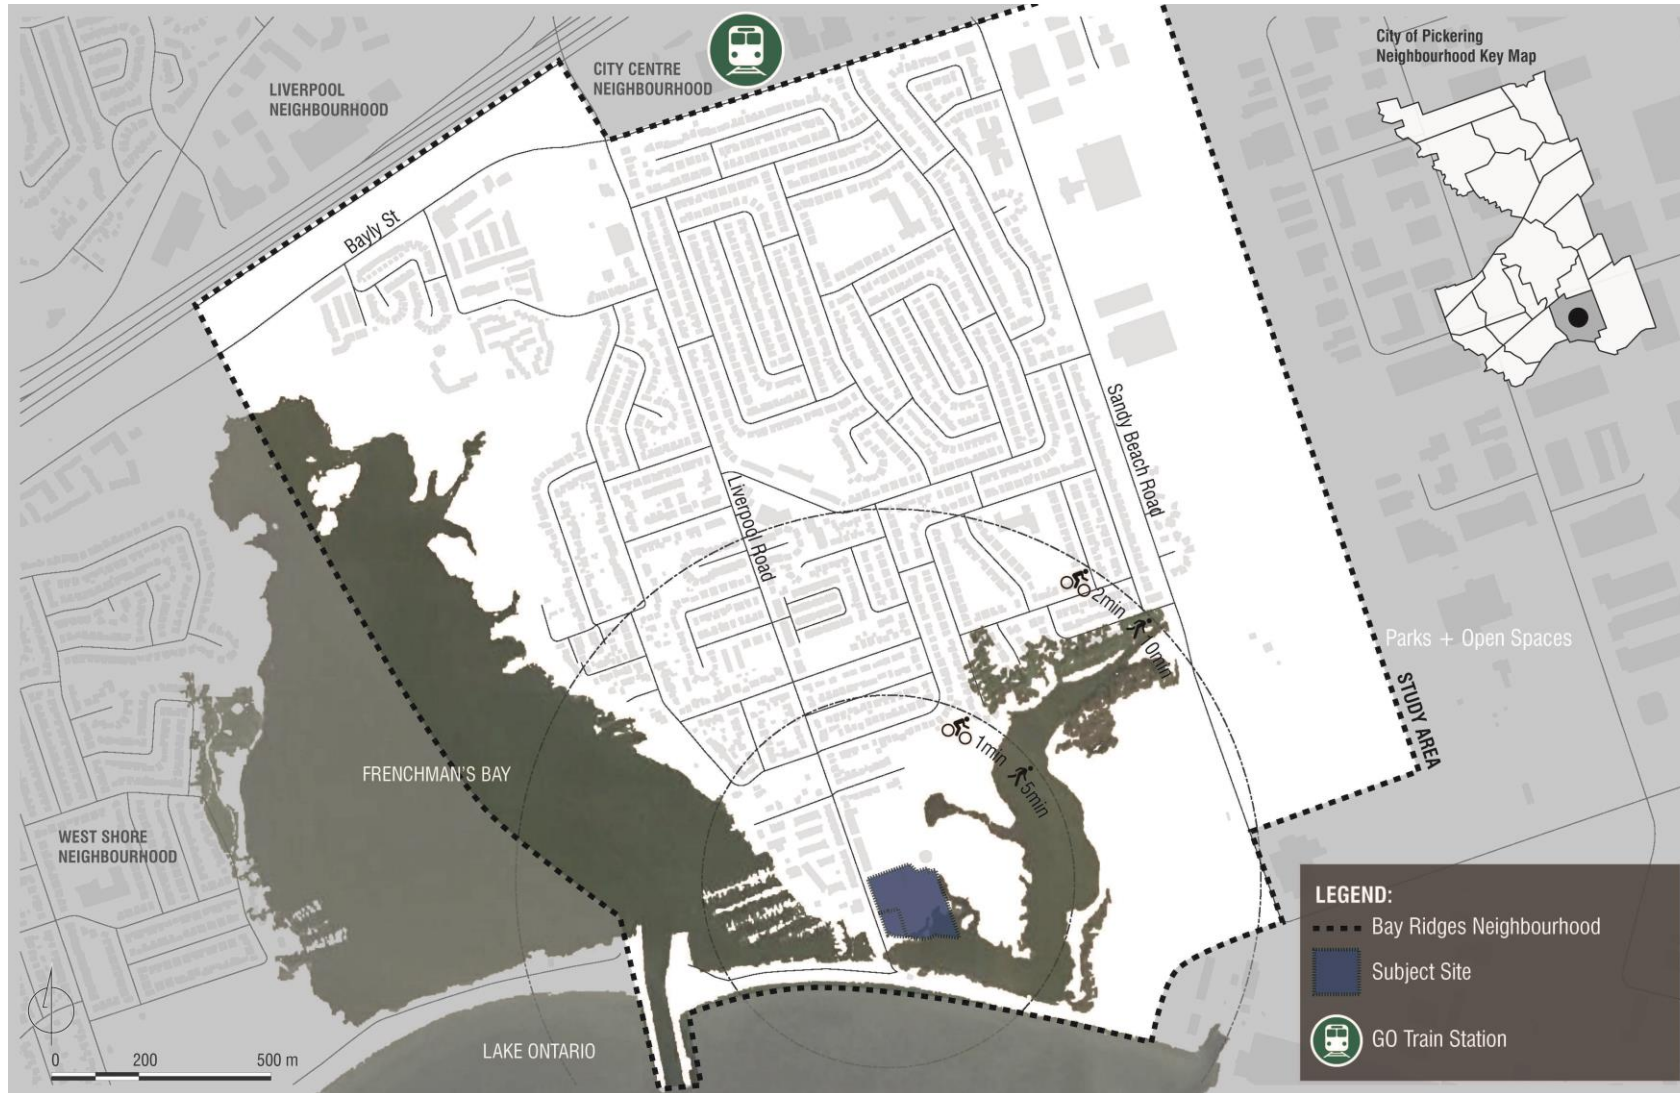 City of Pickering
Neighbourhood Key Map
LIVERPOOL
NEIGHBOURHOOD
CITY CENTRE
NEIGHBOURHOOD
Bayly St
Sandy Beach Road
Liverpool Road
2min
10min
Parks + Open Spaces
STUDY AREA
1min
5min
FRENCHMAN'S BAY
WEST SHORE
NEIGHBOURHOOD
LEGEND:
Bay Ridges Neighbourhood
Subject Site
GO Train Station
LAKE ONTARIO
0 200 500 m